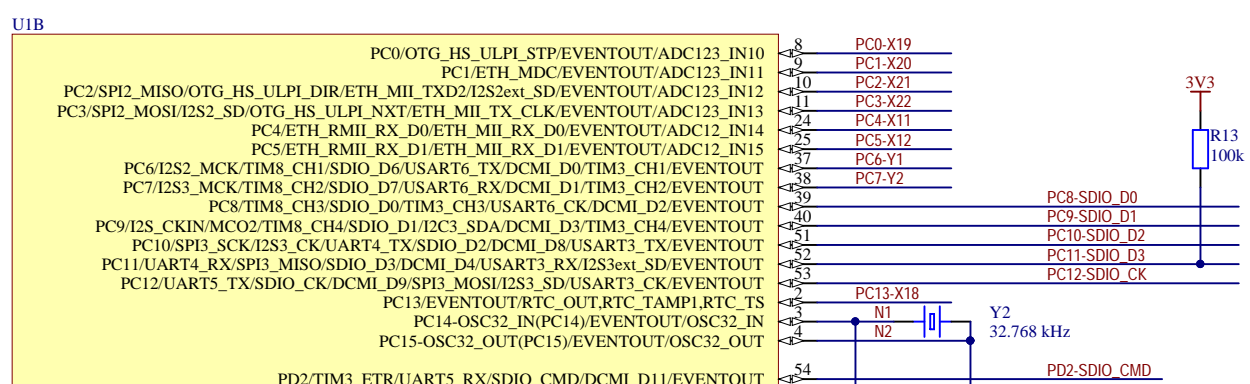 U1B
PC0/OTG_HS_ULPI_STP/EVENTOUT/ADC123_IN10 8 PC0-X19
PC1/ETH_MDC/EVENTOUT/ADC123_IN11 9 PC1-X20
PC2/SPI2_MISO/OTG_HS_ULPI_DIR/ETH_MII_TXD2/I2S2ext_SD/EVENTOUT/ADC123_IN12 10 PC2-X21
3V3
PC3/SPI2_MOSI/I2S2_SD/OTG_HS_ULPI_NXT/ETH_MII_TX_CLK/EVENTOUT/ADC123_IN13 11 PC3-X22
PC4/ETH_RMII_RX_D0/ETH_MII_RX_D0/EVENTOUT/ADC12_IN14 24 PC4-X11
R13
PC5/ETH_RMII_RX_D1/ETH_MII_RX_D1/EVENTOUT/ADC12_IN15 25 PC5-X12
100k
PC6/I2S2_MCK/TIM8_CH1/SDIO_D6/USART6_TX/DCMI_D0/TIM3_CH1/EVENTOUT 37 PC6-Y1
PC7/I2S3_MCK/TIM8_CH2/SDIO_D7/USART6_RX/DCMI_D1/TIM3_CH2/EVENTOUT 38 PC7-Y2
PC8/TIM8_CH3/SDIO_D0/TIM3_CH3/USART6_CK/DCMI_D2/EVENTOUT 39 PC8-SDIO_D0
PC9/I2S_CKIN/MCO2/TIM8_CH4/SDIO_D1/I2C3_SDA/DCMI_D3/TIM3_CH4/EVENTOUT 40 PC9-SDIO_D1
PC10/SPI3_SCK/I2S3_CK/UART4_TX/SDIO_D2/DCMI_D8/USART3_TX/EVENTOUT 51 PC10-SDIO_D2
PC11/UART4_RX/SPI3_MISO/SDIO_D3/DCMI_D4/USART3_RX/I2S3ext_SD/EVENTOUT 52 PC11-SDIO_D3
PC12/UART5_TX/SDIO_CK/DCMI_D9/SPI3_MOSI/I2S3_SD/USART3_CK/EVENTOUT 53 PC12-SDIO_CK
PC13/EVENTOUT/RTC_OUT,RTC_TAMP1,RTC_TS 2 PC13-X18
PC14-OSC32_IN(PC14)/EVENTOUT/OSC32_IN 3 N1 Y2
PC15-OSC32_OUT(PC15)/EVENTOUT/OSC32_OUT 4 N2 32.768 kHz
PD2/TIM3_ETR/UART5_RX/SDIO_CMD/DCMI_D11/EVENTOUT 54 PD2-SDIO_CMD